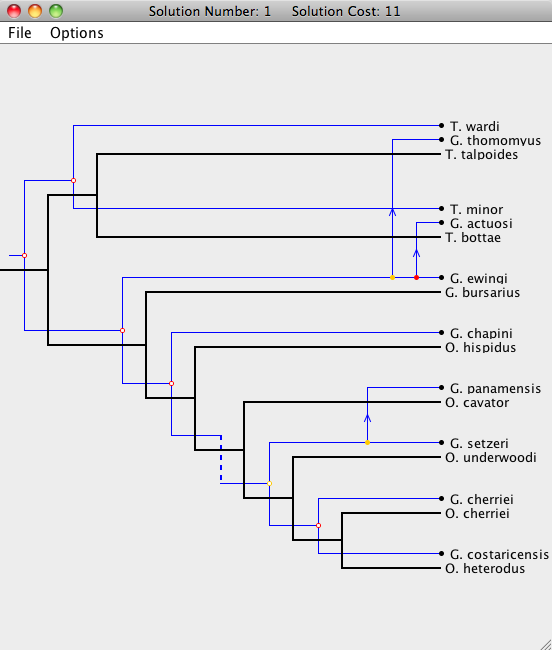 Solution Number: 1 Solution Cost: 11
File Options
T. wardi
G. thomomyus
T. talpoides
T. minor
G. actuosi
T. bottae
G. ewingi
G. bursarius
G. chapini
O. hispidus
G. panamensis
O. cavator
G. setzeri
O. underwoodi
G. cherriei
O. cherriei
G. costaricensis
O. heterodus